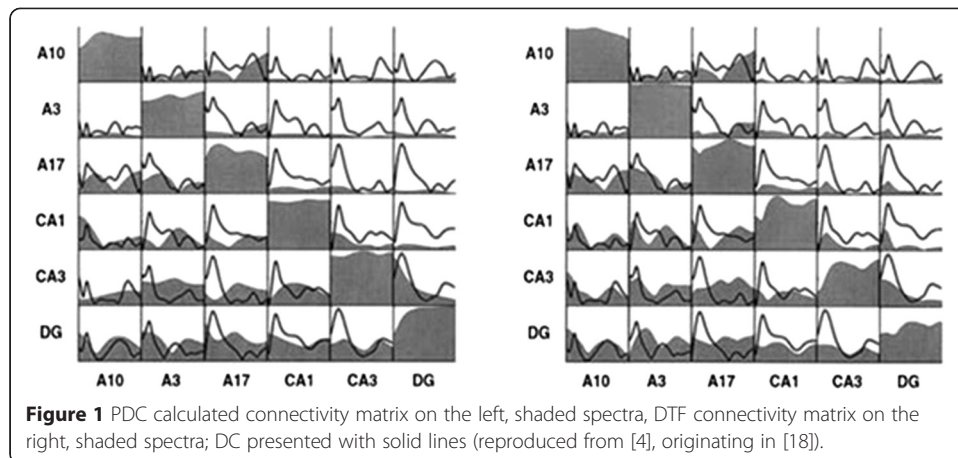 A10
A3
A17
CA1
CA3
DG
A10 A3 A17 CA1 CA3 DG
A10
A3
A17
CA1
CA3
DG
A10 A3 A17 CA1 CA3 DG
Figure 1 PDC calculated connectivity matrix on the left, shaded spectra, DTF connectivity matrix on the
right, shaded spectra; DC presented with solid lines (reproduced from [4], originating in [18]).